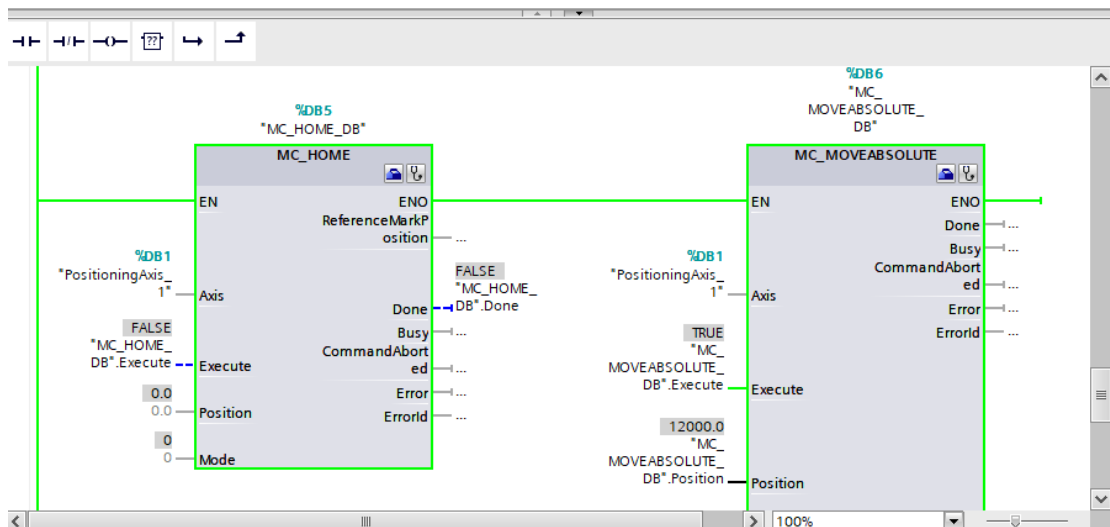 ??
%DB5
"MC_HOME_DB"
MC_HOME
EN
ENO
ReferenceMarkP
osition
...
%DB1
"PositioningAxis_
1"
Axis
FALSE
"MC_HOME_
DB".Done
Done
FALSE
"MC_HOME_
DB".Execute
Execute
Busy
...
CommandAbort
ed
...
0.0
0.0
Position
Error
...
ErrorId
...
0
0
Mode
%DB6
"MC_
MOVEABSOLUTE_
DB"
MC_MOVEABSOLUTE
EN
ENO
Done
...
Busy
...
%DB1
"PositioningAxis_
1"
Axis
CommandAbort
ed
...
Error
...
ErrorId
...
TRUE
"MC_
MOVEABSOLUTE_
DB".Execute
Execute
12000.0
"MC_
MOVEABSOLUTE_
DB".Position
Position
100%